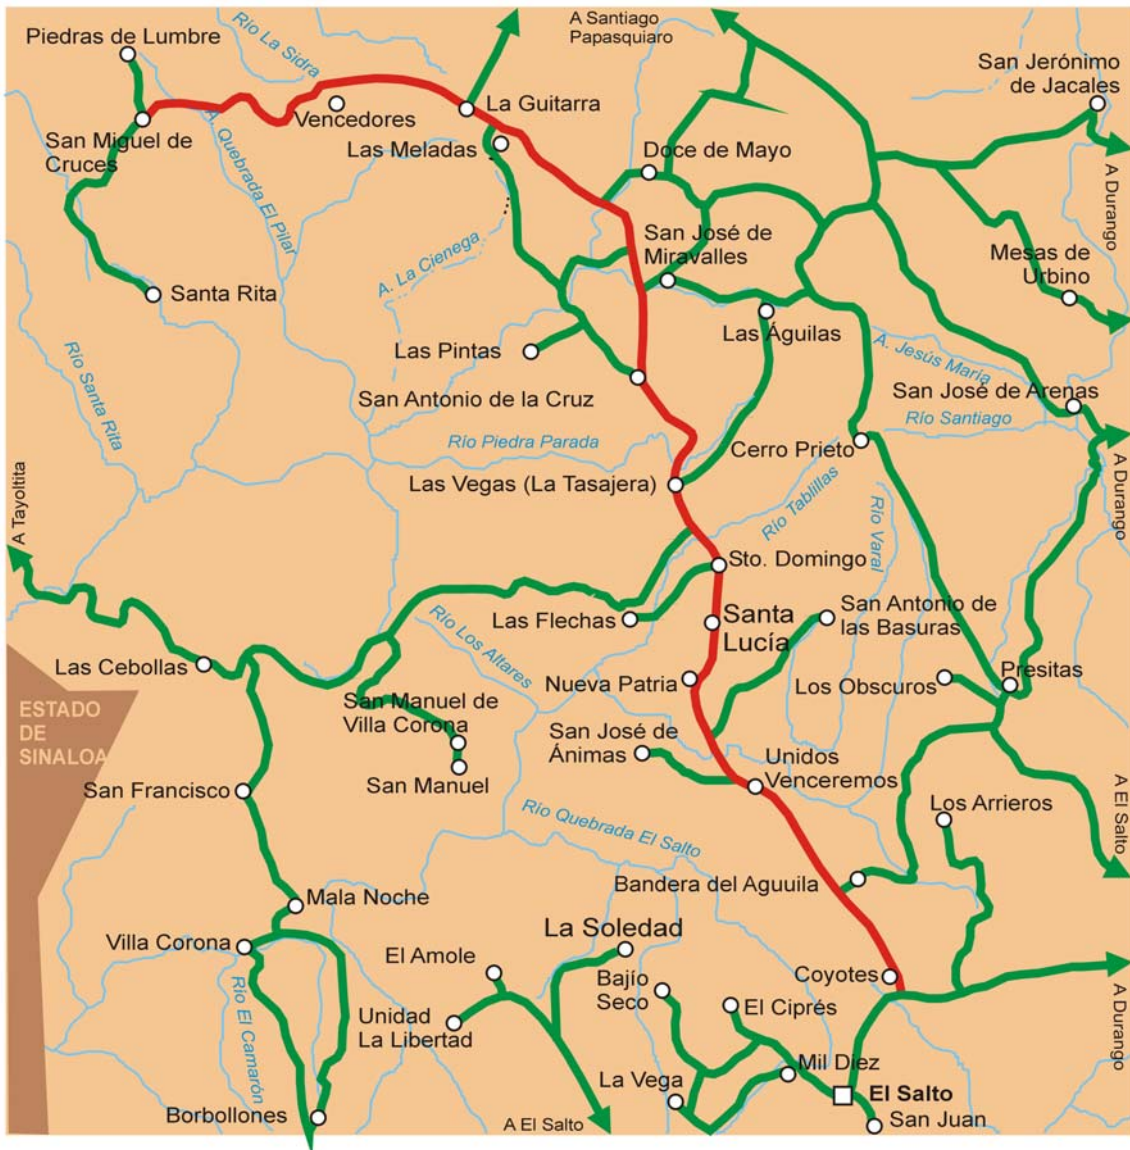 A Santiago
Papasquiaro
Río La Sidra
Piedras de Lumbre
San Jerónimo
de Jacales
La Guitarra
Vencedores
San Miguel de
Cruces
A. Quebrada El Pilar
Las Meladas
Doce de Mayo
A Durango
San José de
Miravalles
Mesas de
Urbino
A. La Cienega
Santa Rita
Las Águilas
Río Santa Rita
Las Pintas
A. Jesús María
San Antonio de la Cruz
San José de Arenas
Río Santiago
Río Piedra Parada
Cerro Prieto
A Durango
Las Vegas (La Tasajera)
Río Tablillas
Río Varal
A Tayoltita
Sto. Domingo
Las Flechas
Santa
Lucía
San Antonio de
las Basuras
Río Los Altares
Las Cebollas
Nueva Patria
Los Obscuros
Presitas
ESTADO
DE
SINALOA
San Manuel de
Villa Corona
San José de
Ánimas
Unidos
Venceremos
San Manuel
San Francisco
Los Arrieros
A El Salto
Río Quebrada El Salto
Bandera del Aguuila
Mala Noche
La Soledad
Villa Corona
El Amole
Bajío
Seco
Coyotes
Río El Camarón
El Ciprés
A Durango
Unidad
La Libertad
Mil Diez
La Vega
El Salto
Borbollones
A El Salto
San Juan